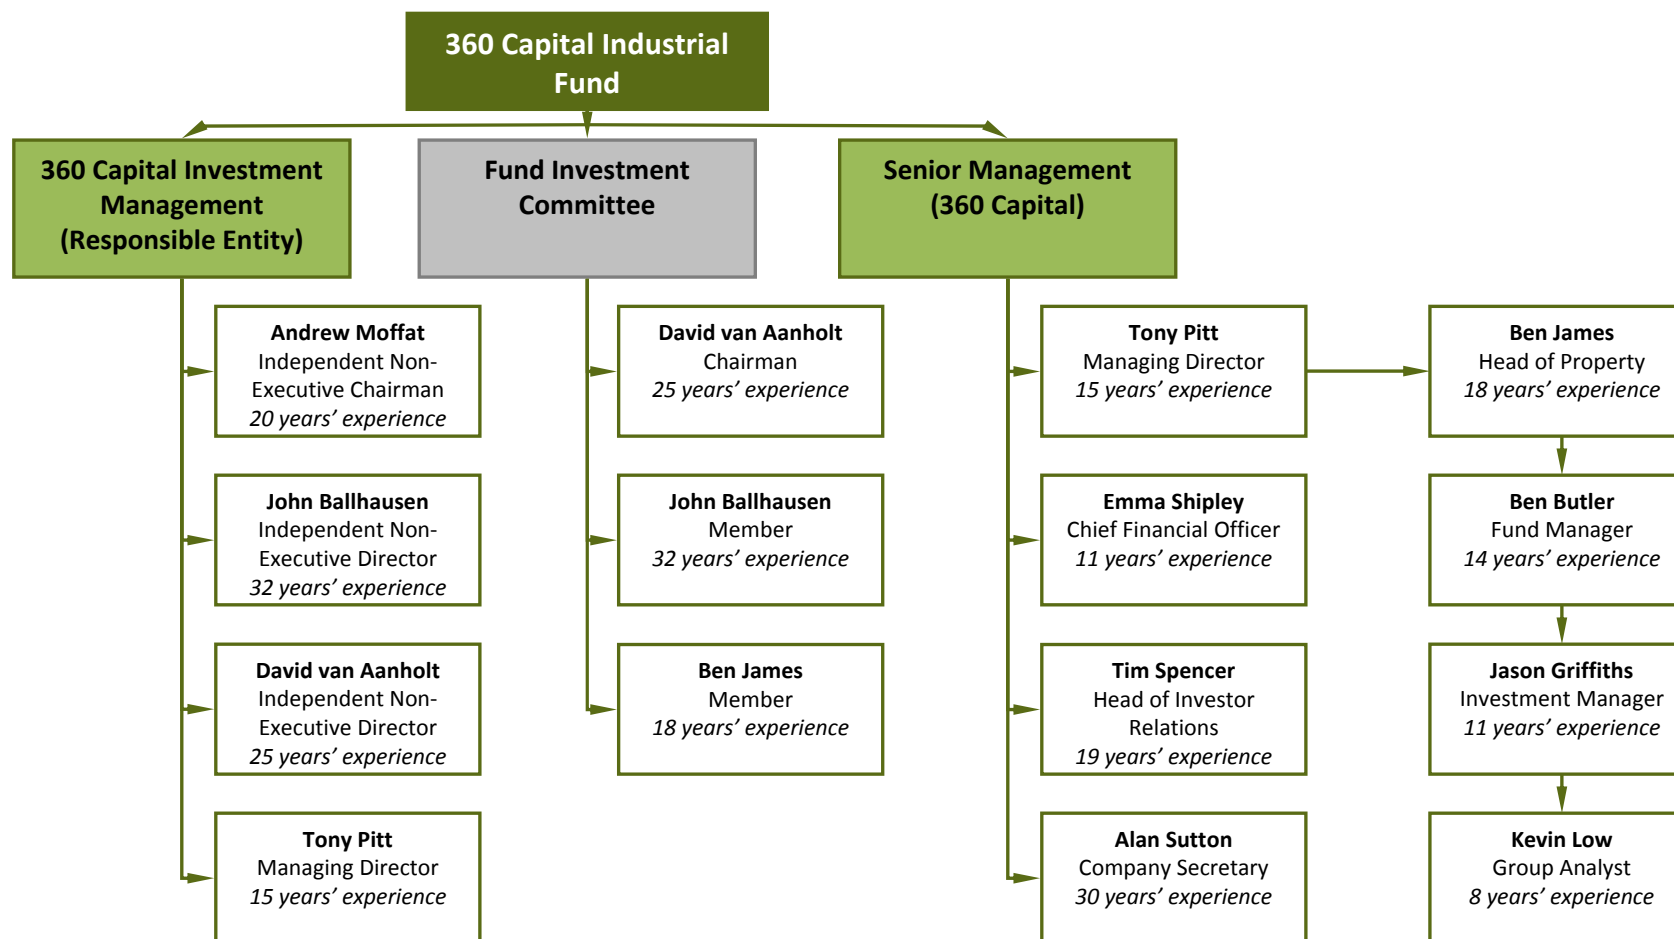 360 Capital Industrial
Fund
360 Capital Investment
Management
(Responsible Entity)
Fund Investment
Committee
Senior Management
(360 Capital)
Andrew Moffat
Independent Non-
Executive Chairman
20 years’ experience
John Ballhausen
Independent Non-
Executive Director
32 years’ experience
David van Aanholt
Independent Non-
Executive Director
25 years’ experience
Tony Pitt
Managing Director
15 years’ experience
David van Aanholt
Chairman
25 years’ experience
John Ballhausen
Member
32 years’ experience
Ben James
Member
18 years’ experience
Tony Pitt
Managing Director
15 years’ experience
Emma Shipley
Chief Financial Officer
11 years’ experience
Tim Spencer
Head of Investor
Relations
19 years’ experience
Alan Sutton
Company Secretary
30 years’ experience
Ben James
Head of Property
18 years’ experience
Ben Butler
Fund Manager
14 years’ experience
Jason Griffiths
Investment Manager
11 years’ experience
Kevin Low
Group Analyst
8 years’ experience